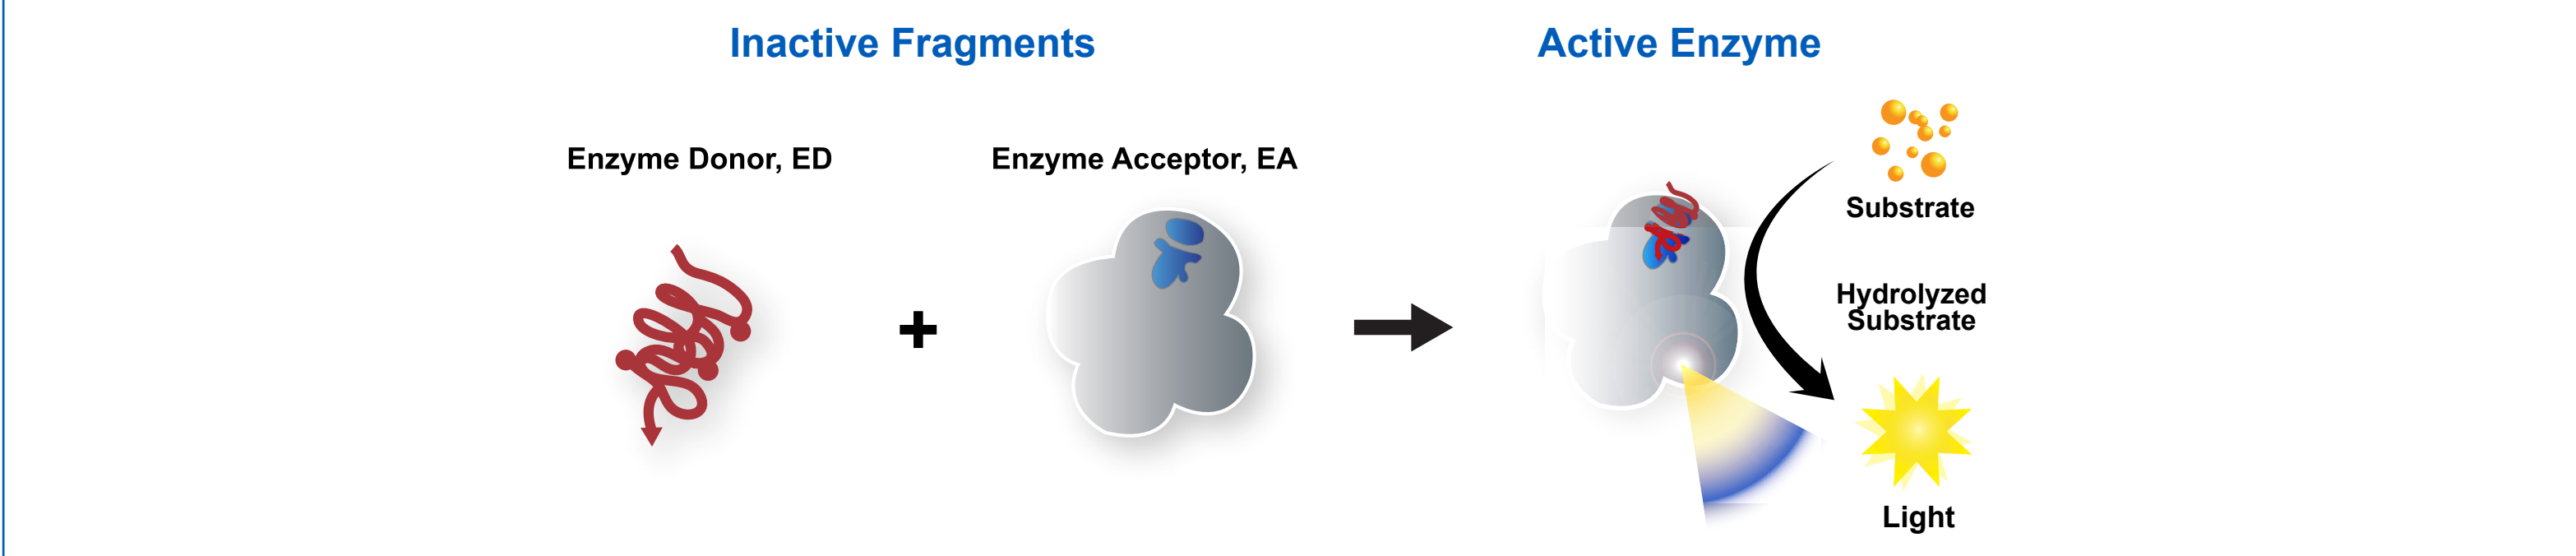 Inactive Fragments
Active Enzyme
Enzyme Donor, ED
Enzyme Acceptor, EA
+
Substrate
Hydrolyzed
Substrate
Light